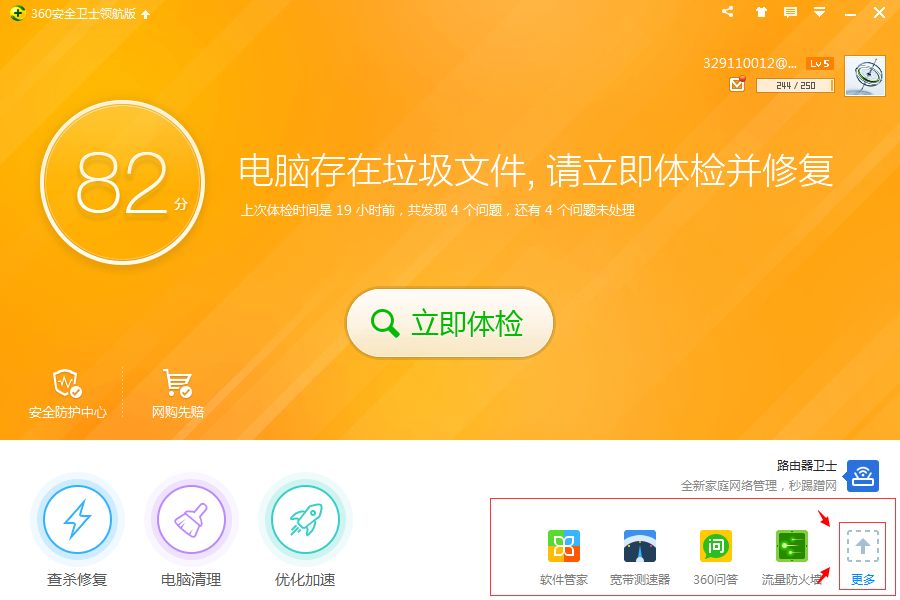 360安全卫士领航版
329110012@... Lv5
244 / 250
82分
电脑存在垃圾文件, 请立即体检并修复
上次体检时间是 19 小时前，共发现 4 个问题，还有 4 个问题未处理
立即体检
安全防护中心 网购先赔
路由器卫士
全新家庭网络管理，秒踢蹭网
问
查杀修复 电脑清理 优化加速 软件管家 宽带测速器 360问答 流量防火墙 更多